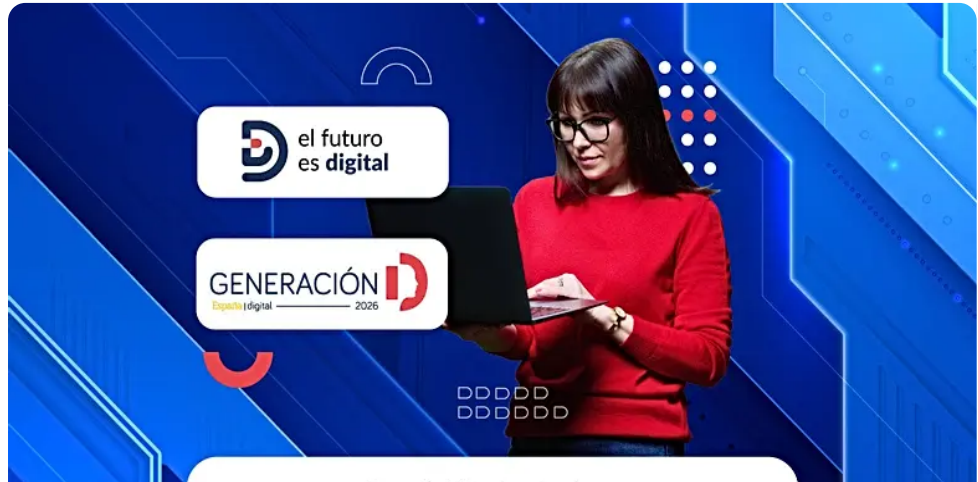 el futuro
es digital
GENERACIÓN
España | digital 2026
DDDDD
DDDDDD